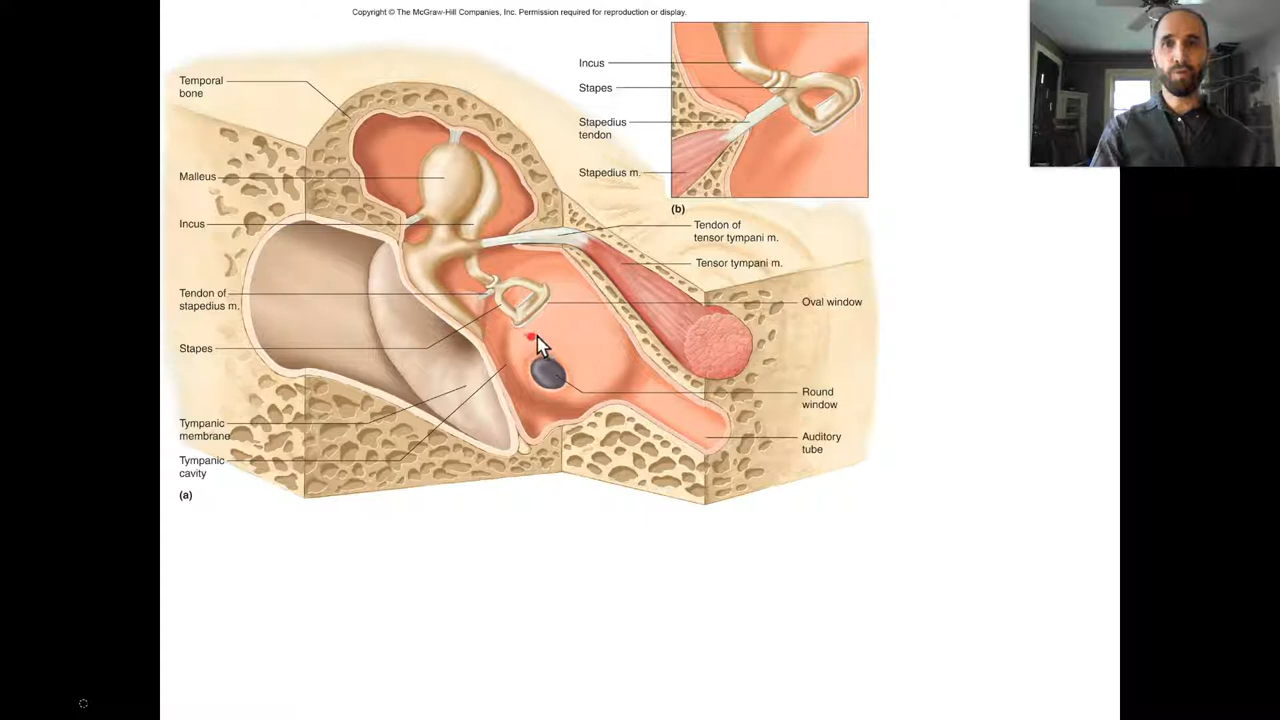 Copyright © The McGraw-Hill Companies, Inc. Permission required for reproduction or display.
Temporal
bone
Malleus
Incus
Tendon of
stapedius m.
Stapes
Tympanic
membrane
Tympanic
cavity
(a)
Incus
Stapes
Stapedius
tendon
Stapedius m.
(b)
Tendon of
tensor tympani m.
Tensor tympani m.
Oval window
Round
window
Auditory
tube